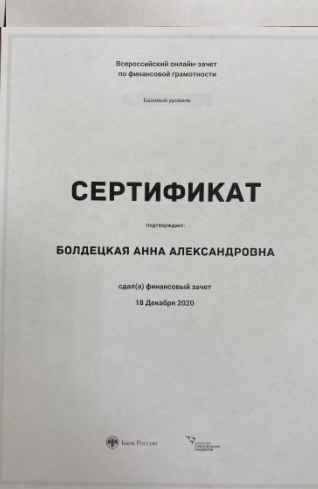 Всероссийский онлайн-зачет
по финансовой грамотности
Базовый уровень
СЕРТИФИКАТ
подтверждает:
БОЛДЕЦКАЯ АННА АЛЕКСАНДРОВНА
сдал(а) финансовый зачет
18 Декабря 2020
Банк России